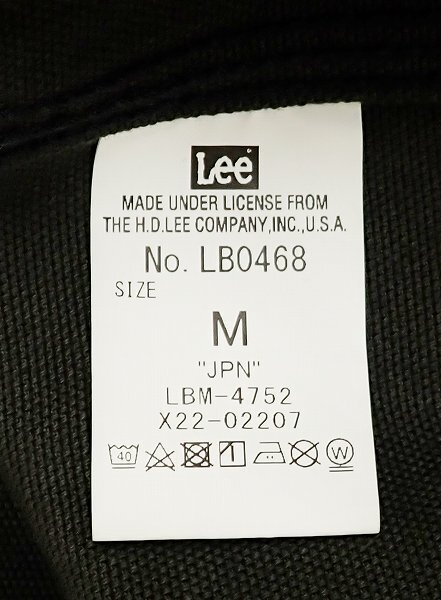 Lee
MADE UNDER LICENSE FROM
THE H.D.LEE COMPANY,INC.,U.S.A.
No. LB0468
SIZE
M
"JPN"
LBM-4752
X22-02207
40 W